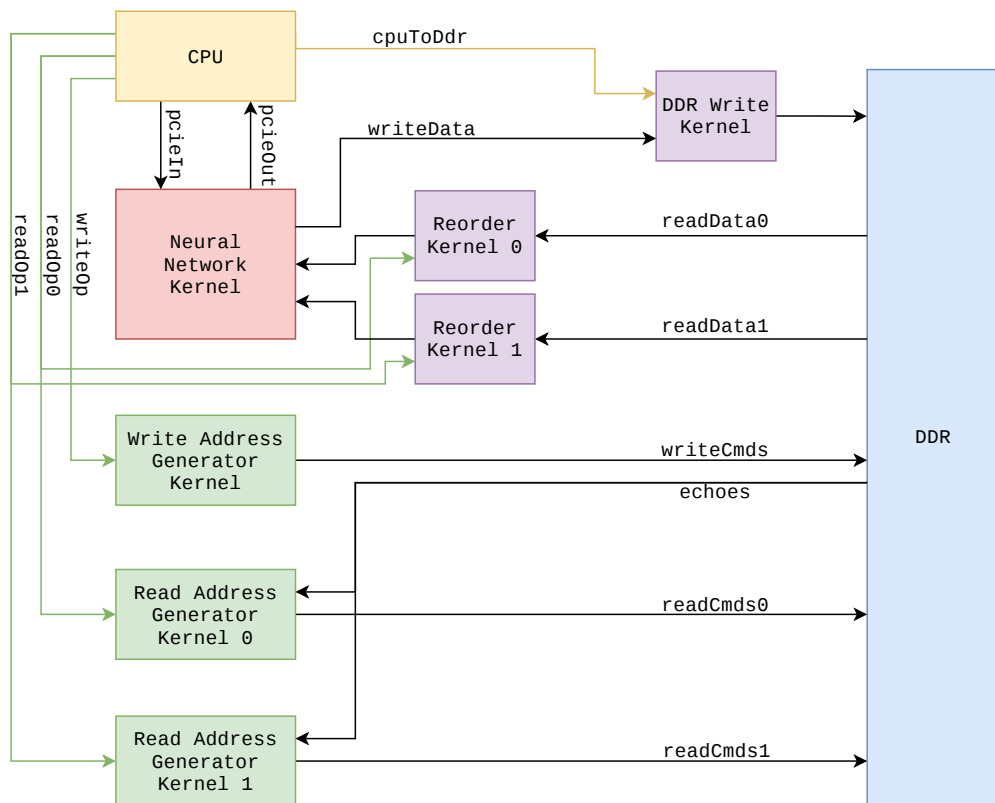 CPU
cpuToDdr
DDR Write
Kernel
writeData
pcieIn
pcieOut
readOp1
readOp0
writeOp
Neural
Network
Kernel
Reorder
Kernel 0
readData0
Reorder
Kernel 1
readData1
DDR
Write Address
Generator
Kernel
writeCmds
echoes
Read Address
Generator
Kernel 0
readCmds0
Read Address
Generator
Kernel 1
readCmds1